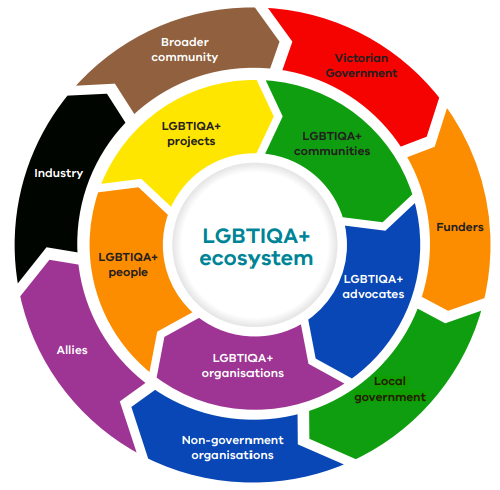 Broader
community
Victorian
Government
LGBTIQA+
projects
LGBTIQA+
communities
Industry
Funders
LGBTIQA+
ecosystem
LGBTIQA+
people
LGBTIQA+
advocates
Allies
LGBTIQA+
organisations
Local
government
Non-government
organisations